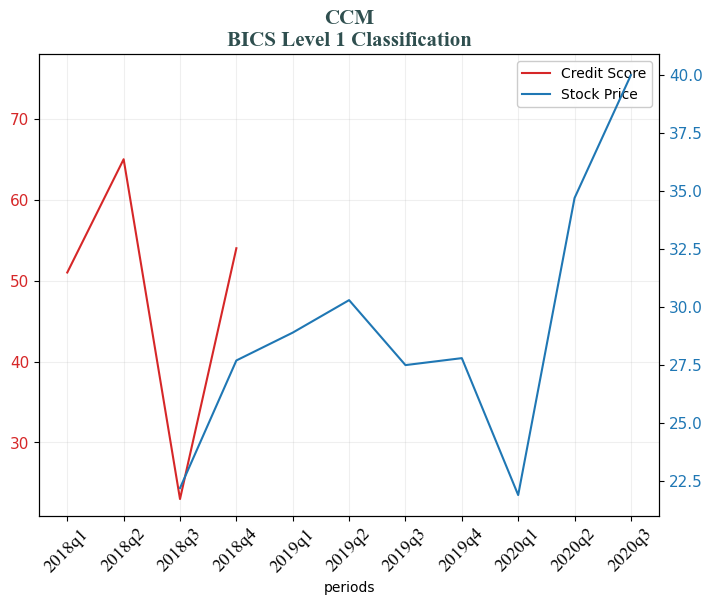 CCM
BICS Level 1 Classification
Credit Score
Stock Price
70
60
50
40
30
40.0
37.5
35.0
32.5
30.0
27.5
25.0
22.5
2018q1
2018q2
2018q3
2018q4
2019q1
2019q2
2019q3
2019q4
2020q1
2020q2
2020q3
periods